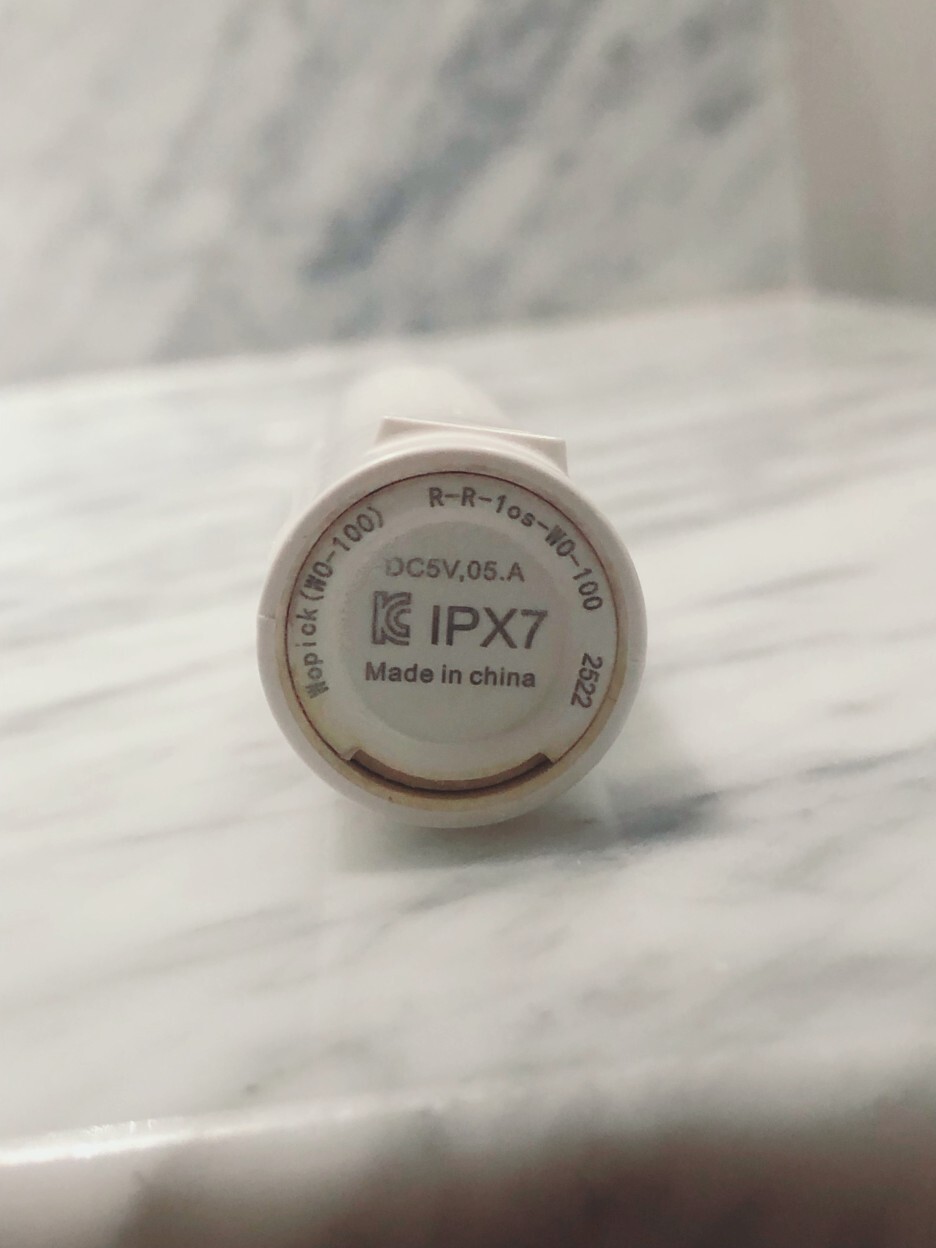 Wopick(WO-100) R-R-1os-WO-100 2522
DC5V,05.A
IPX7
Made in china